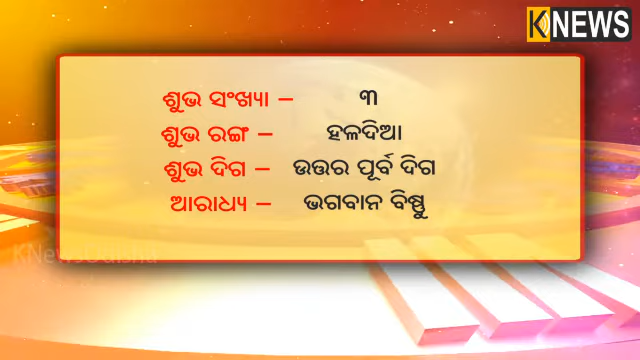 KNEWS
ଶୁଭ ସଂଖ୍ୟା – ୩
ଶୁଭ ରଙ୍ଗ – ହଳଦିଆ
ଶୁଭ ଦିଗ – ଉତ୍ତର ପୂର୍ବ ଦିଗ
ଆରାଧ୍ୟ – ଭଗବାନ ବିଷ୍ଣୁ
KNewsOdisha